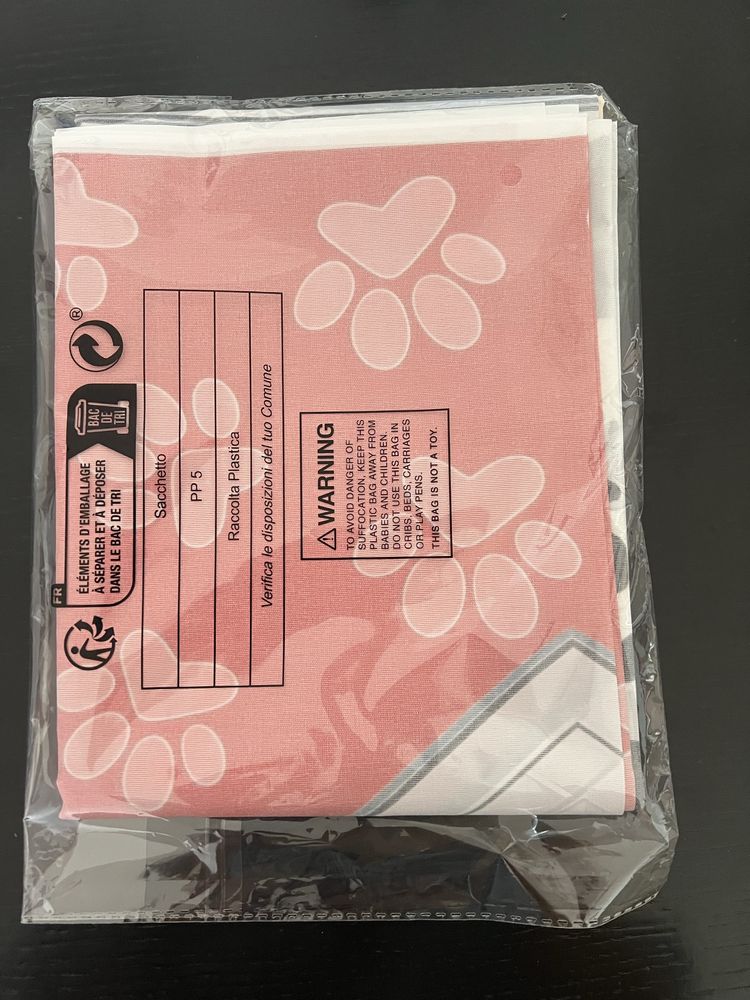 FR
ÉLÉMENTS D'EMBALLAGE
À SÉPARER ET À DÉPOSER
DANS LE BAC DE TRI
BAC
DE
TRI
®
Sacchetto
PP 5
Raccolta Plastica
Verifica le disposizioni del tuo Comune
WARNING
TO AVOID DANGER OF
SUFFOCATION, KEEP THIS
PLASTIC BAG AWAY FROM
BABIES AND CHILDREN.
DO NOT USE THIS BAG IN
CRIBS, BEDS, CARRIAGES
OR PLAY PENS.
THIS BAG IS NOT A TOY.